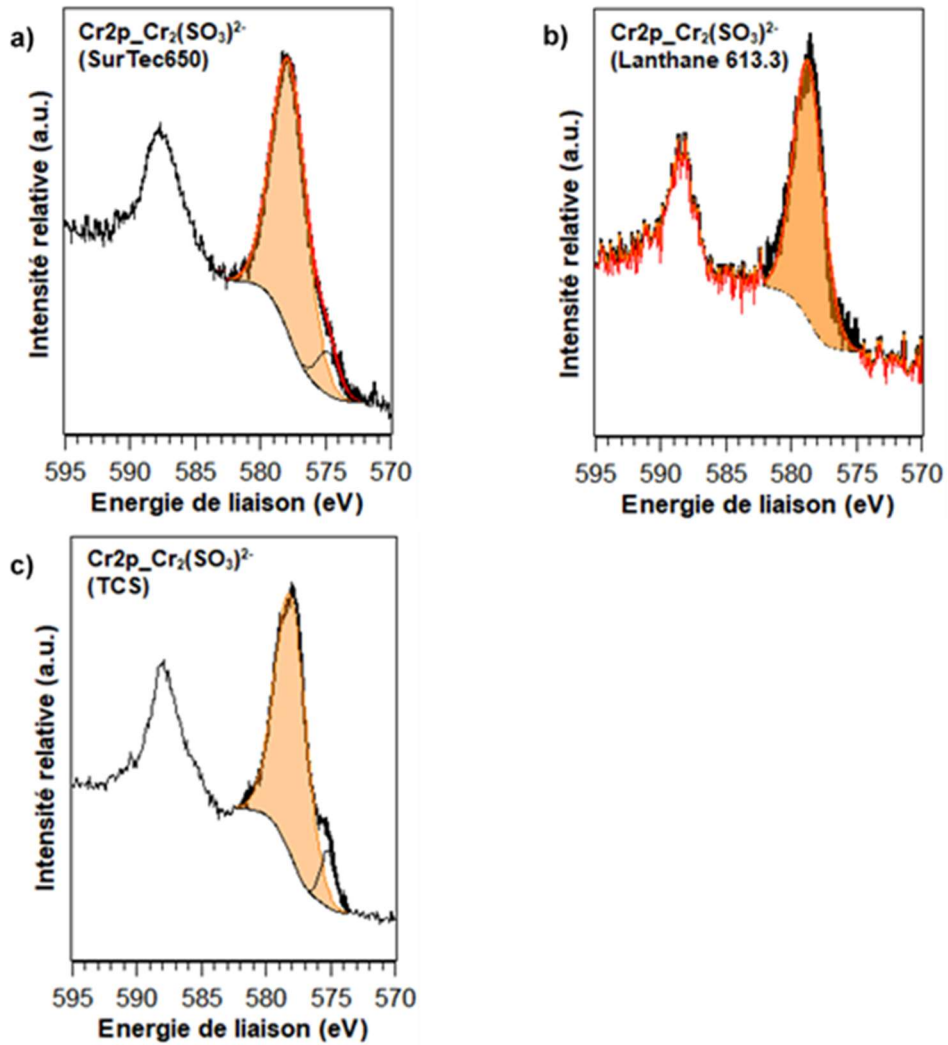 a)
Cr2p_Cr₂(SO₃)²⁻
(SurTec650)
Intensité relative (a.u.)
595 590 585 580 575 570
Energie de liaison (eV)
b)
Cr2p_Cr₂(SO₃)²⁻
(Lanthane 613.3)
Intensité relative (a.u.)
595 590 585 580 575 570
Energie de liaison (eV)
c)
Cr2p_Cr₂(SO₃)²⁻
(TCS)
Intensité relative (a.u.)
595 590 585 580 575 570
Energie de liaison (eV)